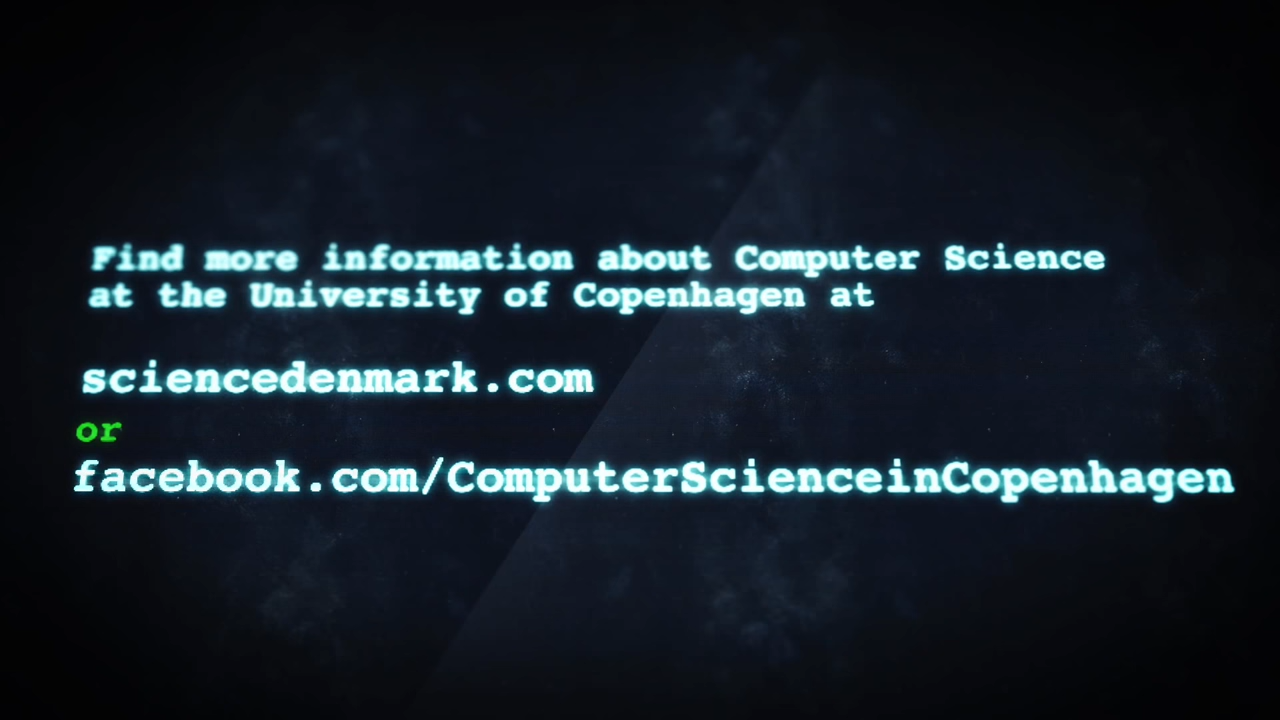 Find more information about Computer Science
at the University of Copenhagen at
sciencedenmark.com
or
facebook.com/ComputerScienceinCopenhagen